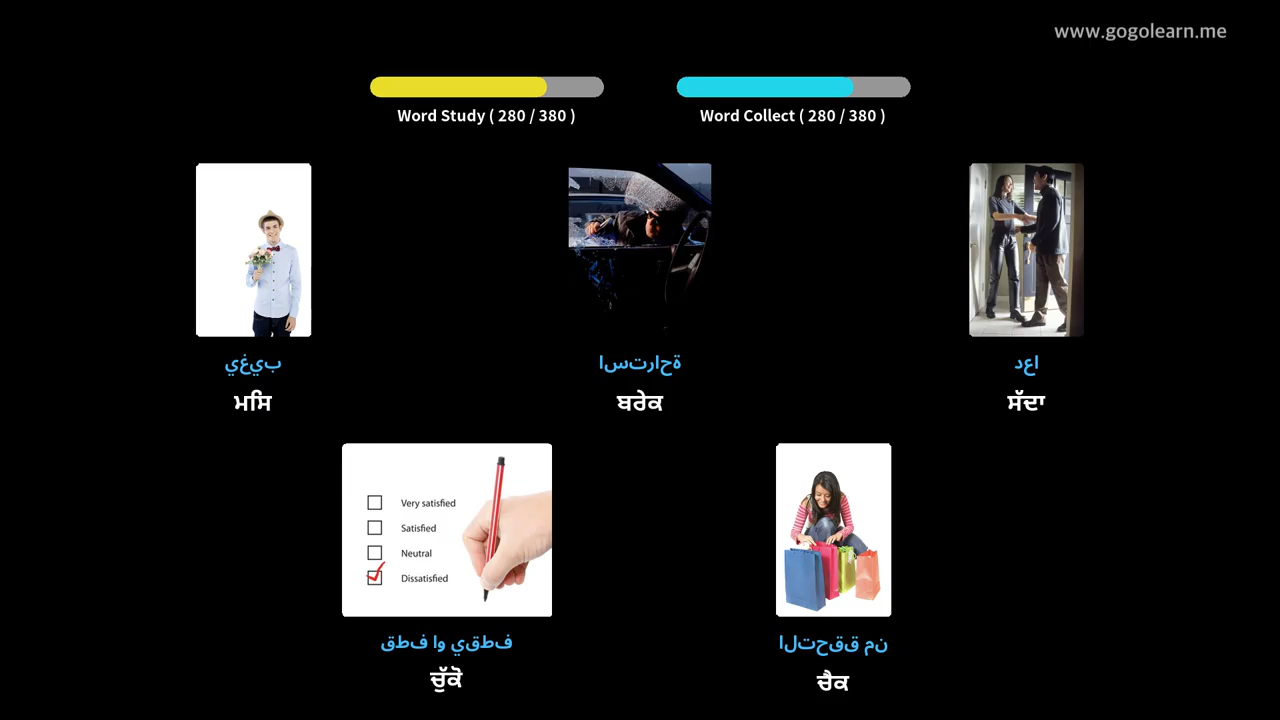 www.gogolearn.me
Word Study ( 280 / 380 )
Word Collect ( 280 / 380 )
يغيب
استراحة
دعا
ਮਸਿ
ਬਰੇਕ
ਸੱਦਾ
Very satisfied
Satisfied
Neutral
Dissatisfied
قطف او يقطف
التحقق من
ਚੁੱਕੋ
ਚੈਕ